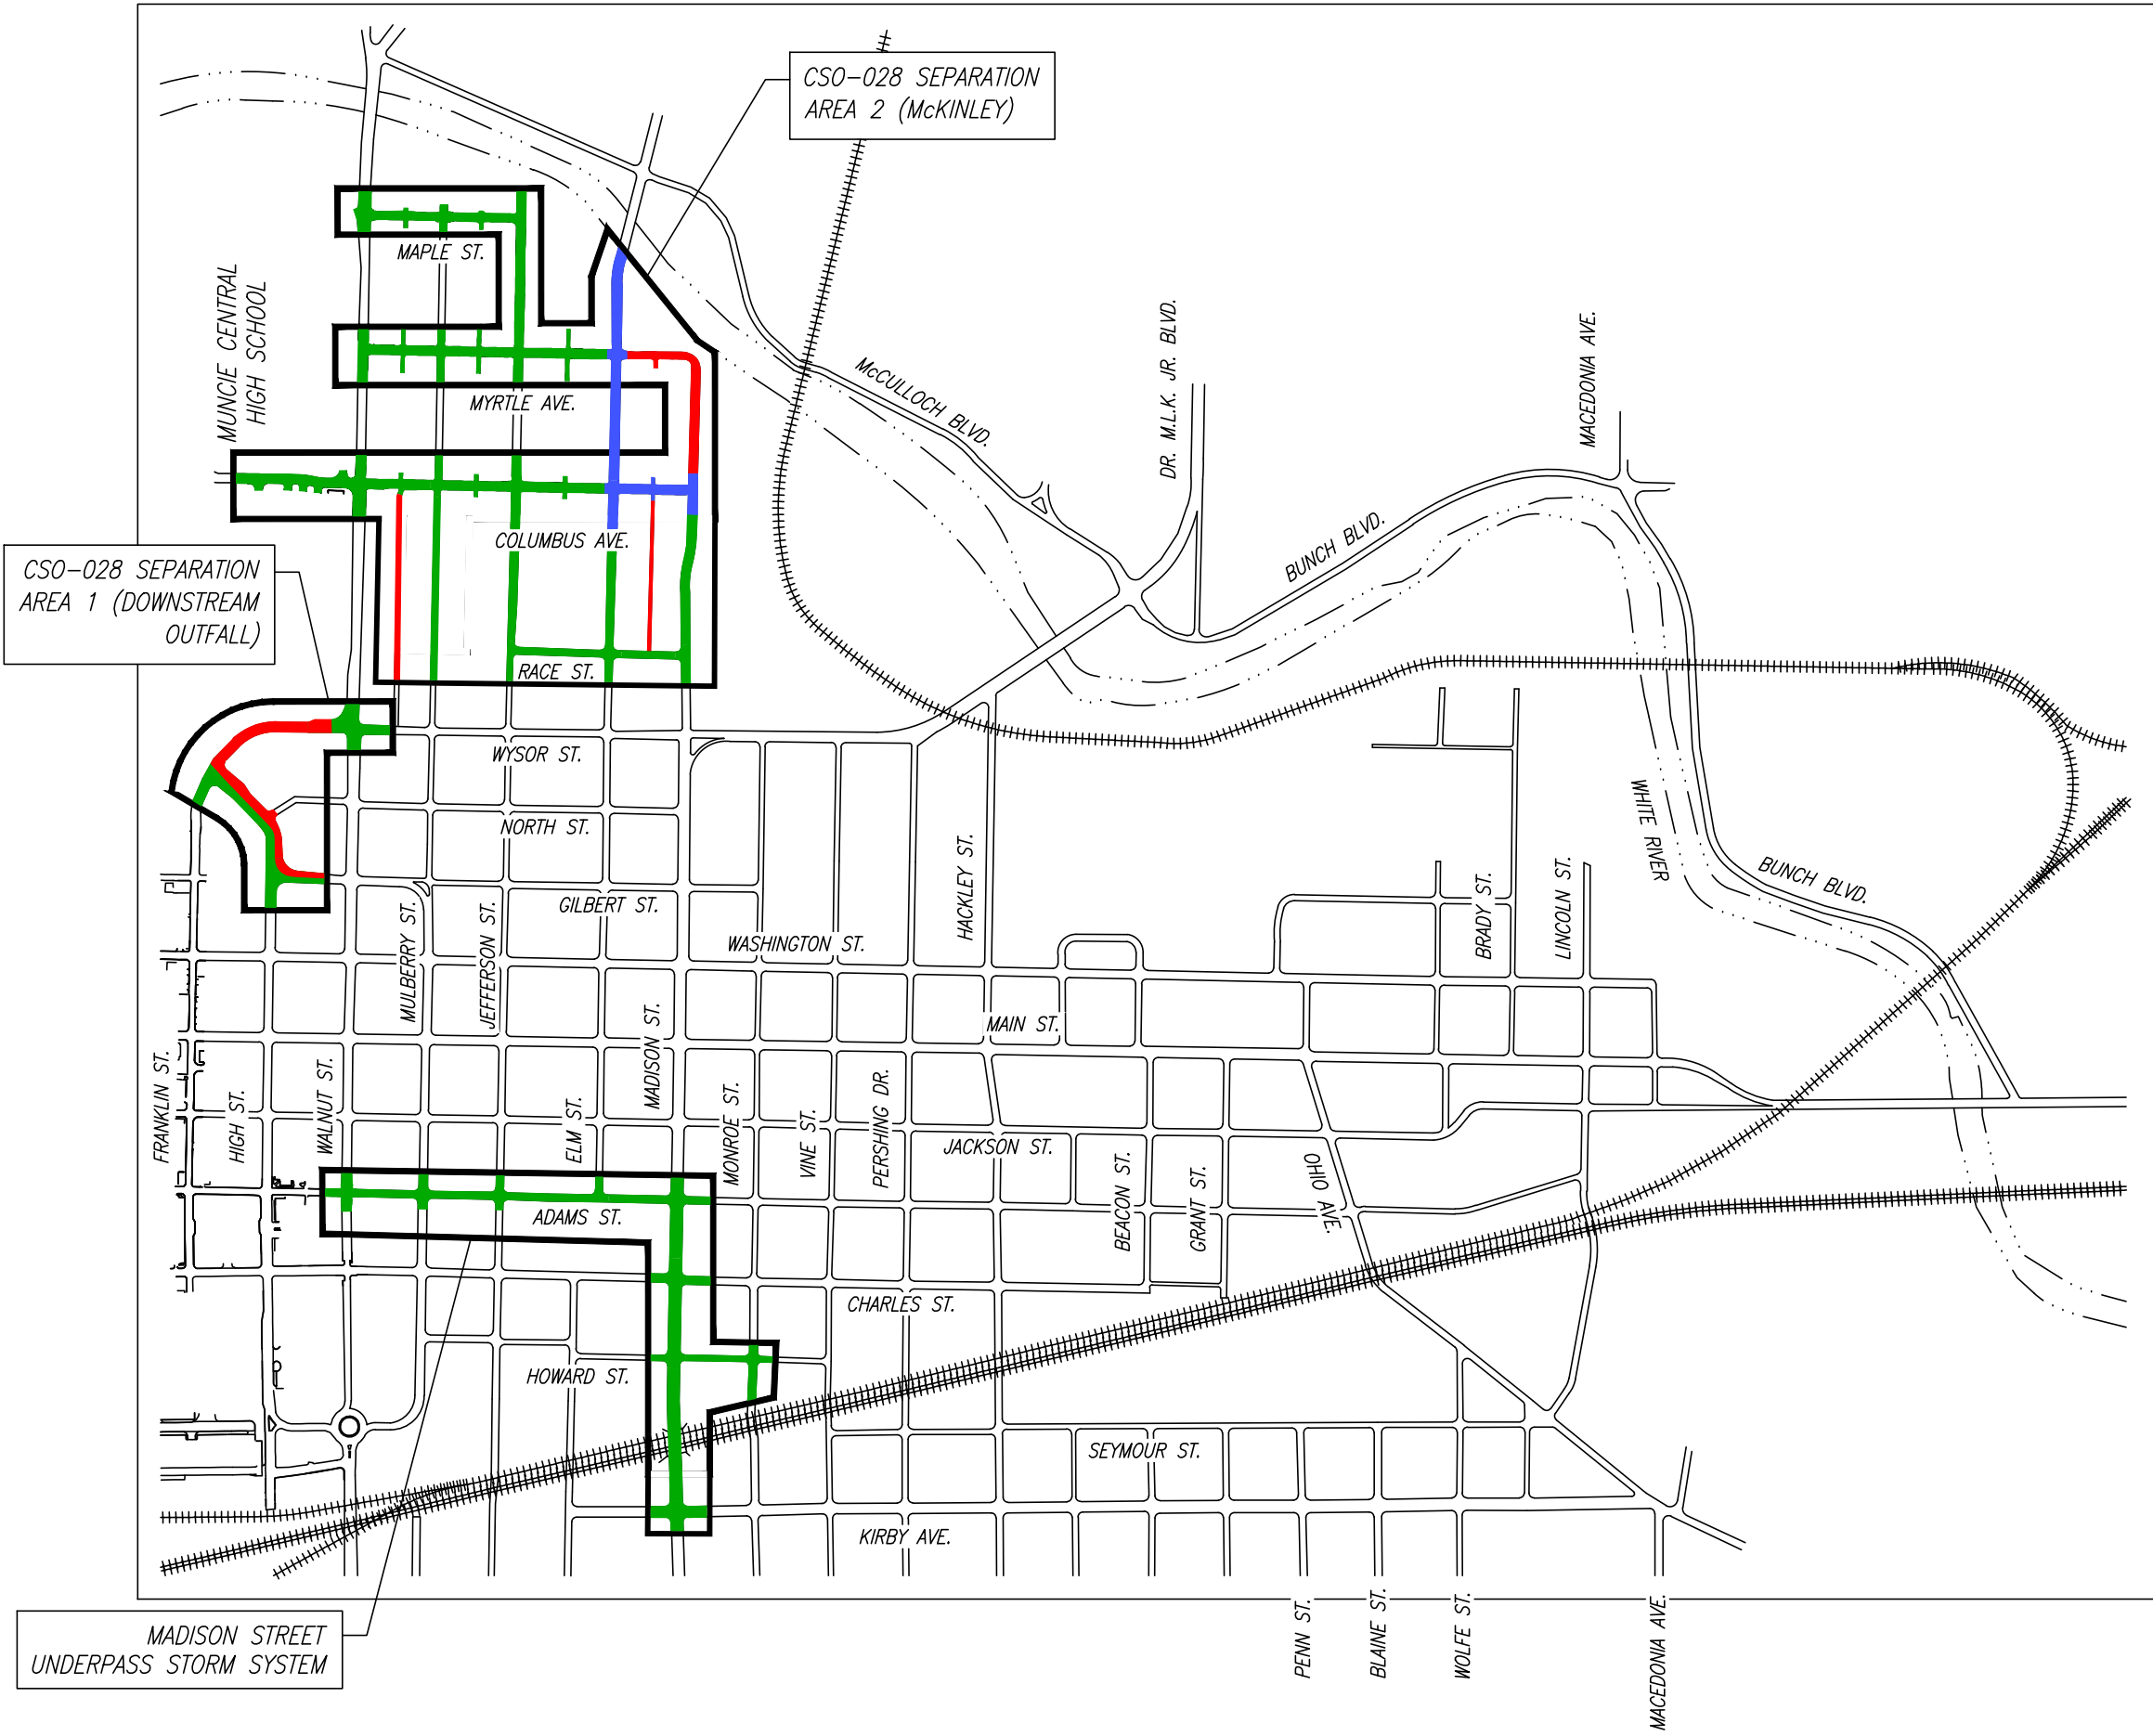 CSO-028 SEPARATION
AREA 2 (McKINLEY)
MAPLE ST.
MUNCIE CENTRAL
HIGH SCHOOL
MYRTLE AVE.
McCULLOCH BLVD.
DR. M.L.K. JR. BLVD.
MACEDONIA AVE.
COLUMBUS AVE.
BUNCH BLVD.
CSO-028 SEPARATION
AREA 1 (DOWNSTREAM
OUTFALL)
RACE ST.
WYSOR ST.
NORTH ST.
WHITE RIVER
BUNCH BLVD.
GILBERT ST.
WASHINGTON ST.
HACKLEY ST.
BRADY ST.
LINCOLN ST.
MULBERRY ST.
JEFFERSON ST.
MADISON ST.
MAIN ST.
FRANKLIN ST.
HIGH ST.
WALNUT ST.
ELM ST.
MONROE ST.
VINE ST.
PERSHING DR.
JACKSON ST.
BEACON ST.
GRANT ST.
OHIO AVE.
ADAMS ST.
CHARLES ST.
HOWARD ST.
SEYMOUR ST.
KIRBY AVE.
PENN ST.
BLAINE ST.
WOLFE ST.
MACEDONIA AVE.
MADISON STREET
UNDERPASS STORM SYSTEM